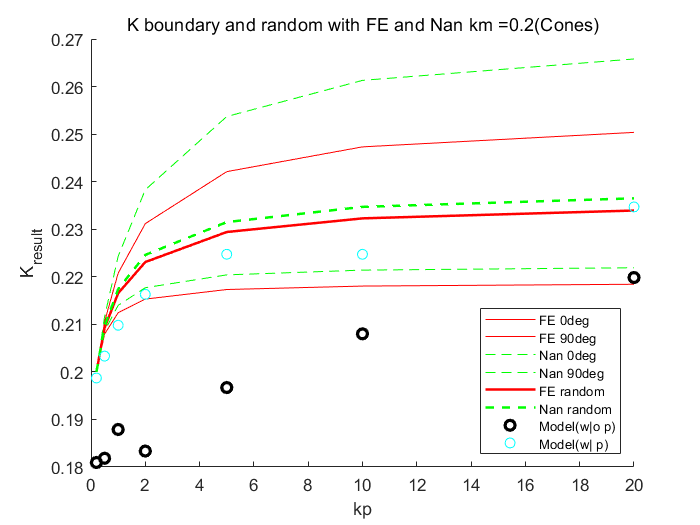 K boundary and random with FE and Nan km =0.2(Cones)
0.27
0.26
0.25
0.24
0.23
0.22
0.21
0.2
0.19
0.18
K_result
0 2 4 6 8 10 12 14 16 18 20
kp
FE 0deg
FE 90deg
Nan 0deg
Nan 90deg
FE random
Nan random
Model(w|o p)
Model(w| p)